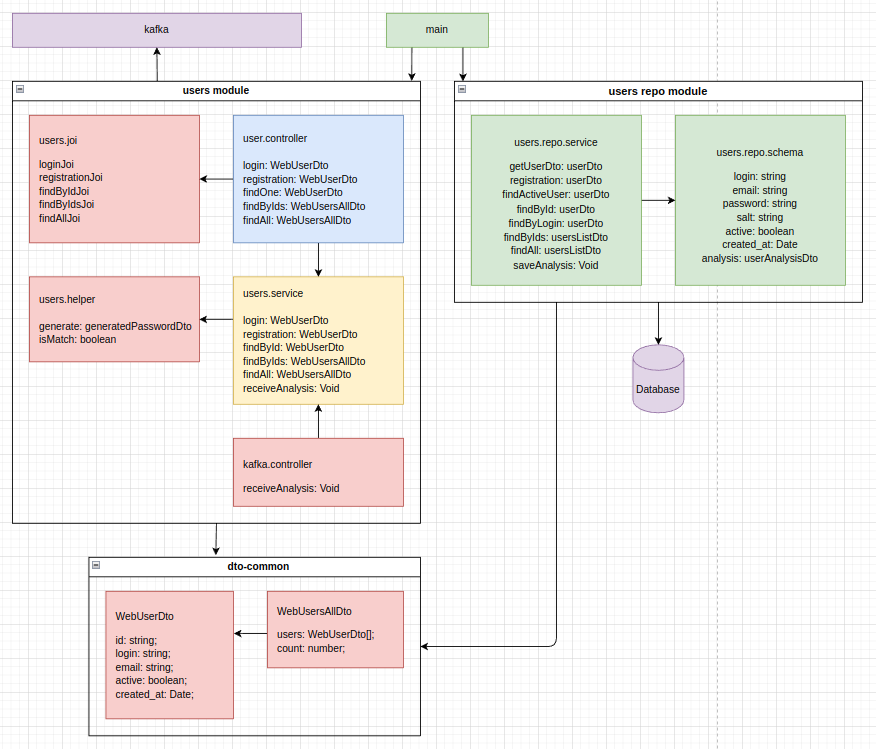 kafka
main
users module
users.joi
loginJoi
registrationJoi
findByIdJoi
findByIdsJoi
findAllJoi
user.controller
login: WebUserDto
registration: WebUserDto
findOne: WebUserDto
findByIds: WebUsersAllDto
findAll: WebUsersAllDto
users.helper
generate: generatedPasswordDto
isMatch: boolean
users.service
login: WebUserDto
registration: WebUserDto
findById: WebUserDto
findByIds: WebUsersAllDto
findAll: WebUsersAllDto
receiveAnalysis: Void
kafka.controller
receiveAnalysis: Void
users repo module
users.repo.service
getUserDto: userDto
registration: userDto
findActiveUser: userDto
findById: userDto
findByLogin: userDto
findByIds: usersListDto
findAll: usersListDto
saveAnalysis: Void
users.repo.schema
login: string
email: string
password: string
salt: string
active: boolean
created_at: Date
analysis: userAnalysisDto
Database
dto-common
WebUserDto
id: string;
login: string;
email: string;
active: boolean;
created_at: Date;
WebUsersAllDto
users: WebUserDto[];
count: number;